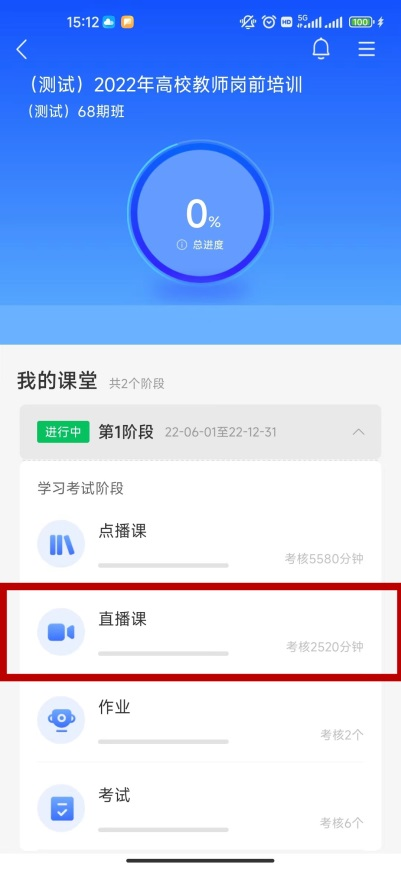 15:12
HD 5G 100
（测试）2022年高校教师岗前培训
（测试）68期班
0%
总进度
我的课堂 共2个阶段
进行中 第1阶段 22-06-01至22-12-31
学习考试阶段
点播课
考核5580分钟
直播课
考核2520分钟
作业
考核2个
考试
考核6个